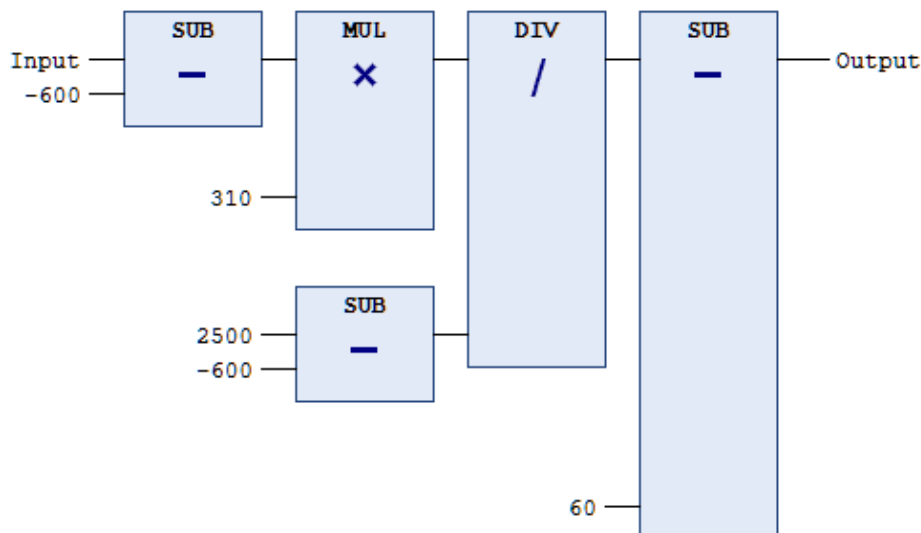 SUB
MUL
DIV
SUB
Input
Output
-600
310
SUB
2500
-600
60